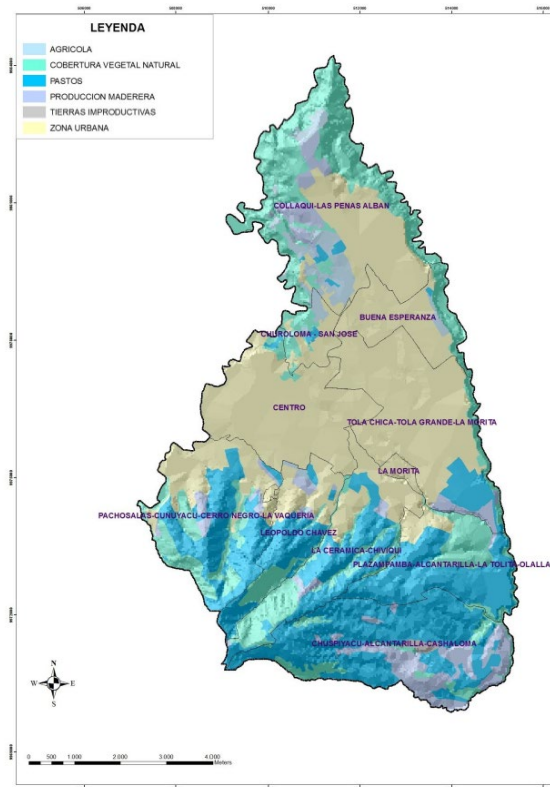 LEYENDA
AGRICOLA
COBERTURA VEGETAL NATURAL
PASTOS
PRODUCCION MADERERA
TIERRAS IMPRODUCTIVAS
ZONA URBANA
COLLAQUI-LAS PENAS ALBAN
BUENA ESPERANZA
CHUROLOMA - SAN JOSE
CENTRO
TOLA CHICA-TOLA GRANDE-LA MORITA
LA MORITA
PACHOSALAS-CUNUYACU-CERRO NEGRO-LA VAQUERIA
LEOPOLDO CHAVEZ
LA CERAMICA-CHIVIQUI
PLAZAMPAMBA-ALCANTARILLA-LA TOLITA-OLALLA
CHUSPIYACU-ALCANTARILLA-CASHALOMA
N
W E
S
0 500 1.000 2.000 3.000 4.000
Meters